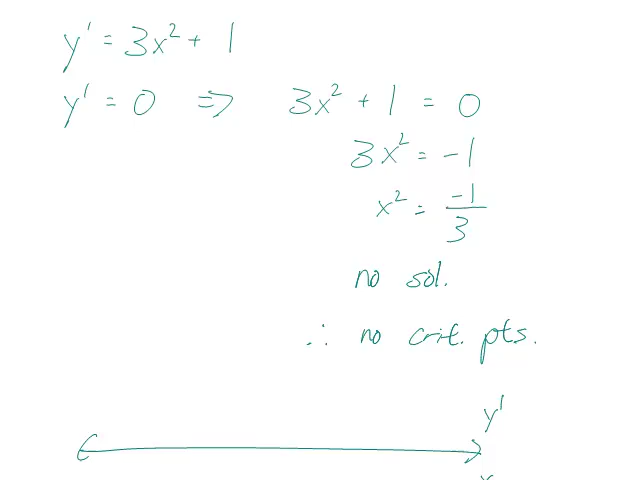 y' = 3x² + 1
y' = 0 ⇒ 3x² + 1 = 0
3x² = -1
x² = -1/3
no sol.
∴ no crit. pts.
y'
x